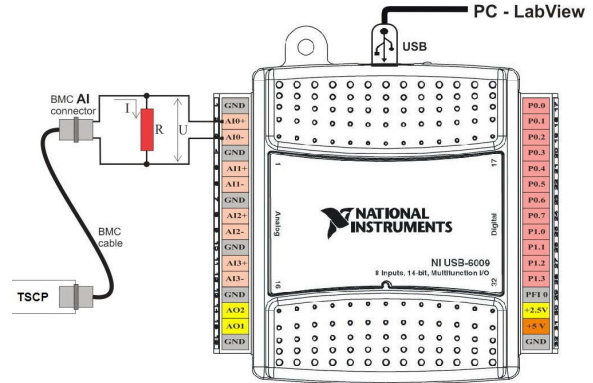 PC - LabView
USB
BMC AI
connector
I
R
U
BMC
cable
TSCP
GND
AI0+
AI0-
GND
AI1+
AI1-
GND
AI2+
AI2-
GND
AI3+
AI3-
GND
AO2
AO1
GND
1
Analog
16
NATIONAL
INSTRUMENTS
NI USB-6009
8 Inputs, 14-bit, Multifunction I/O
17
Digital
32
P0.0
P0.1
P0.2
P0.3
P0.4
P0.5
P0.6
P0.7
P1.0
P1.1
P1.2
P1.3
PFI 0
+2.5V
+5 V
GND